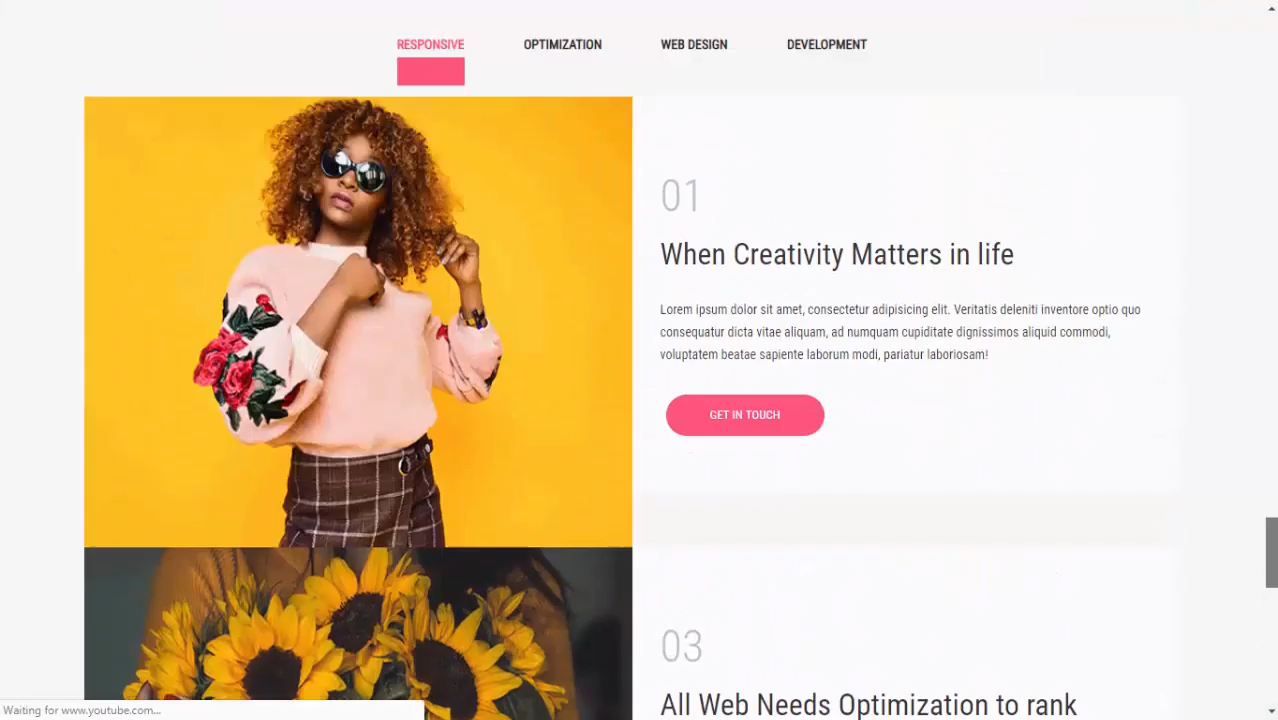 RESPONSIVE OPTIMIZATION WEB DESIGN DEVELOPMENT
01
When Creativity Matters in life
Lorem ipsum dolor sit amet, consectetur adipisicing elit. Veritatis deleniti inventore optio quo
consequatur dicta vitae aliquam, ad numquam cupiditate dignissimos aliquid commodi,
voluptatem beatae sapiente laborum modi, pariatur laboriosam!
GET IN TOUCH
03
All Web Needs Optimization to rank
Waiting for www.youtube.com...